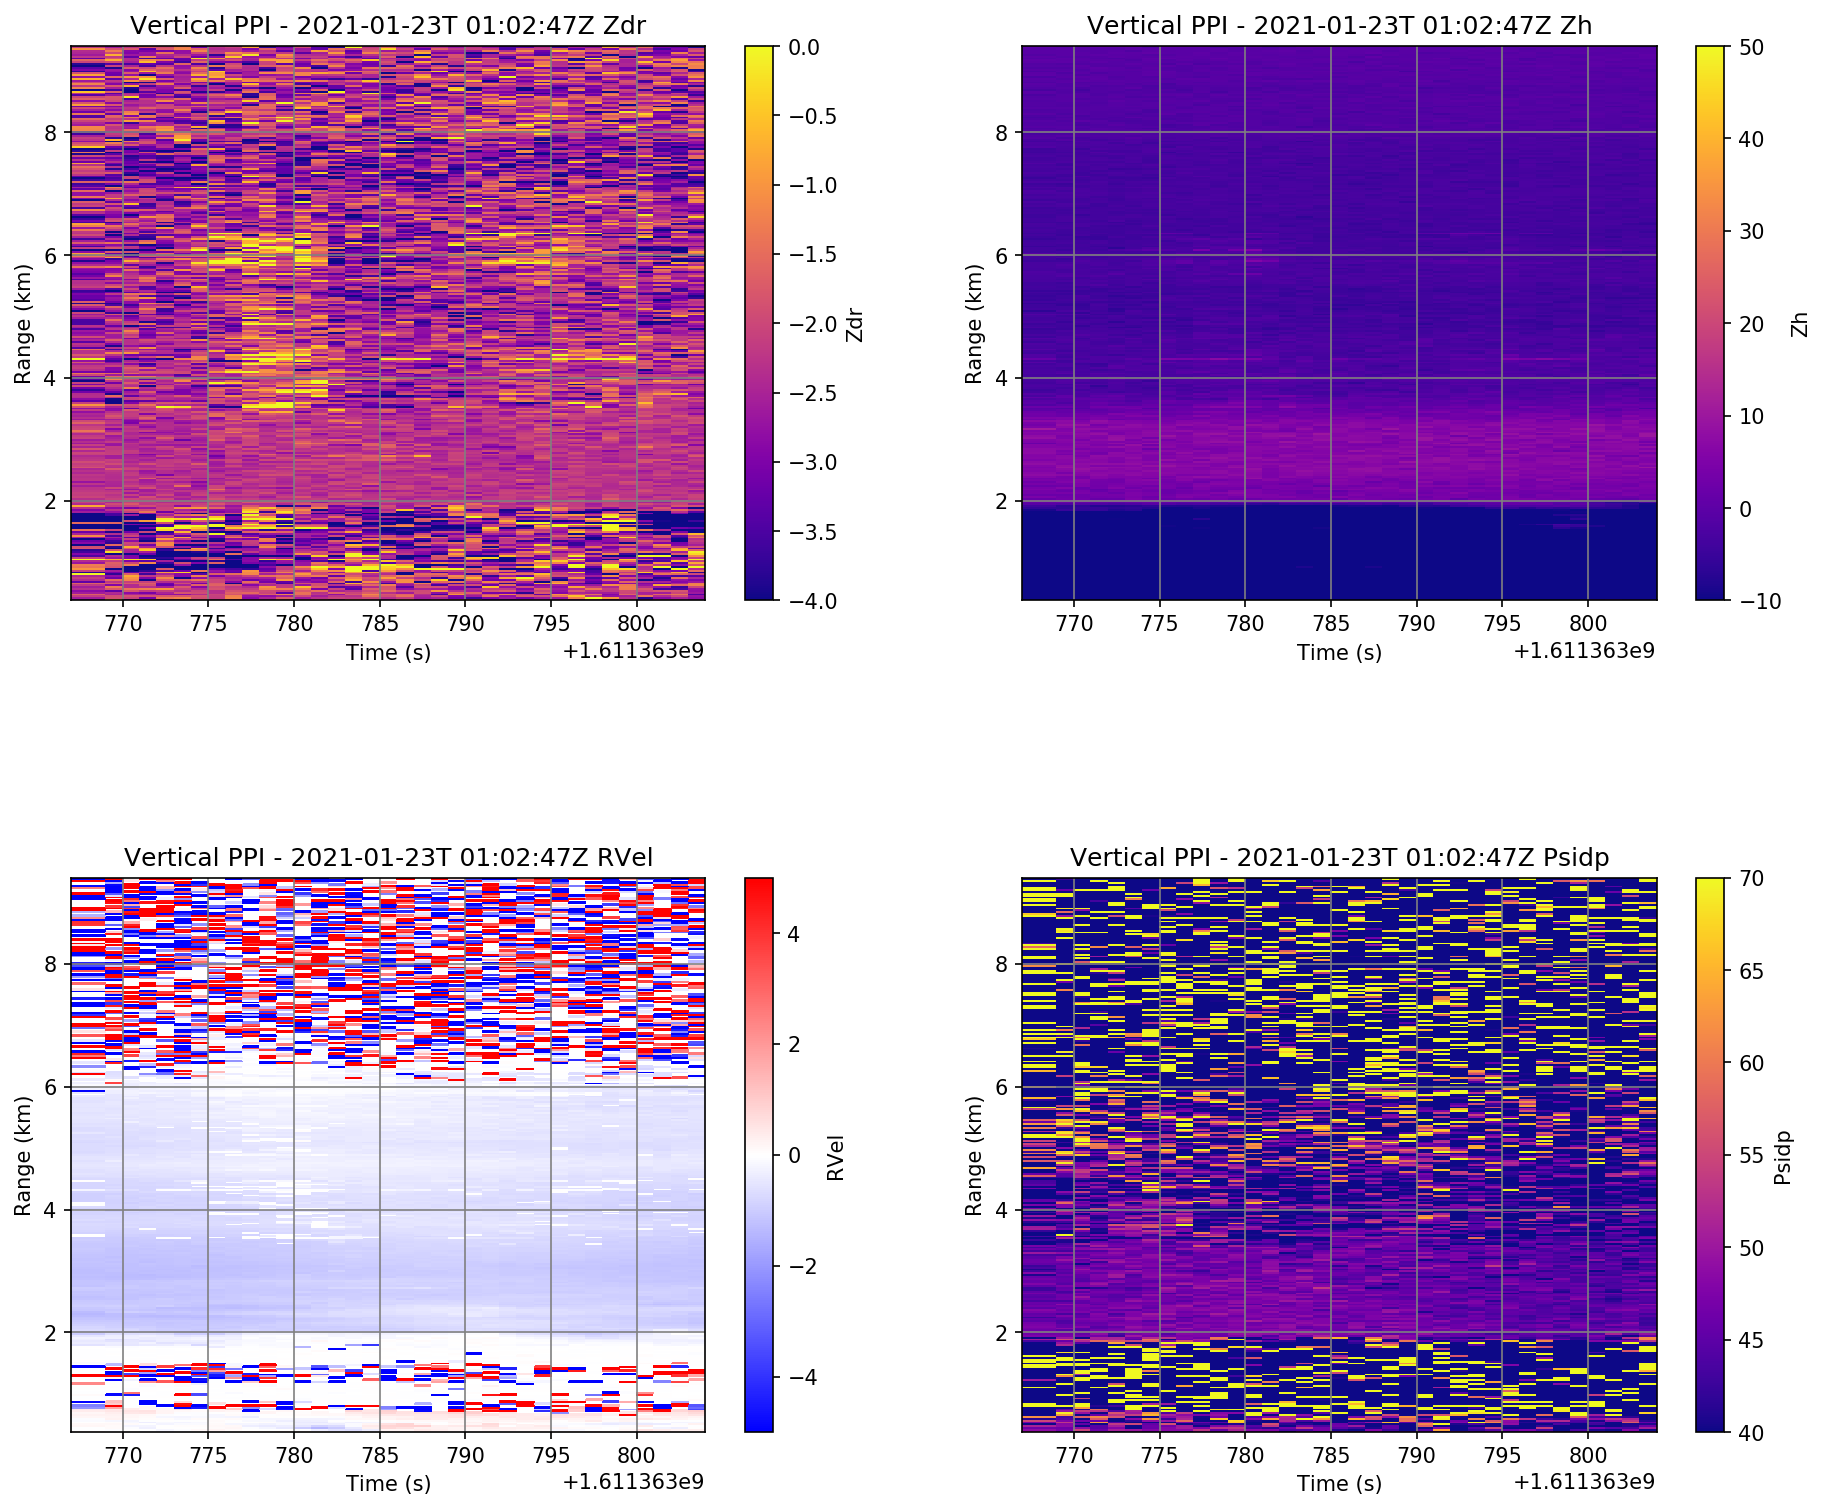 Vertical PPI - 2021-01-23T 01:02:47Z Zdr
Range (km)
8
6
4
2
770 775 780 785 790 795 800
Time (s)
+1.611363e9
0.0
−0.5
−1.0
−1.5
−2.0
−2.5
−3.0
−3.5
−4.0
Zdr
Vertical PPI - 2021-01-23T 01:02:47Z Zh
Range (km)
8
6
4
2
770 775 780 785 790 795 800
Time (s)
+1.611363e9
50
40
30
20
10
0
−10
Zh
Vertical PPI - 2021-01-23T 01:02:47Z RVel
Range (km)
8
6
4
2
770 775 780 785 790 795 800
Time (s)
+1.611363e9
4
2
0
−2
−4
RVel
Vertical PPI - 2021-01-23T 01:02:47Z Psidp
Range (km)
8
6
4
2
770 775 780 785 790 795 800
Time (s)
+1.611363e9
70
65
60
55
50
45
40
Psidp